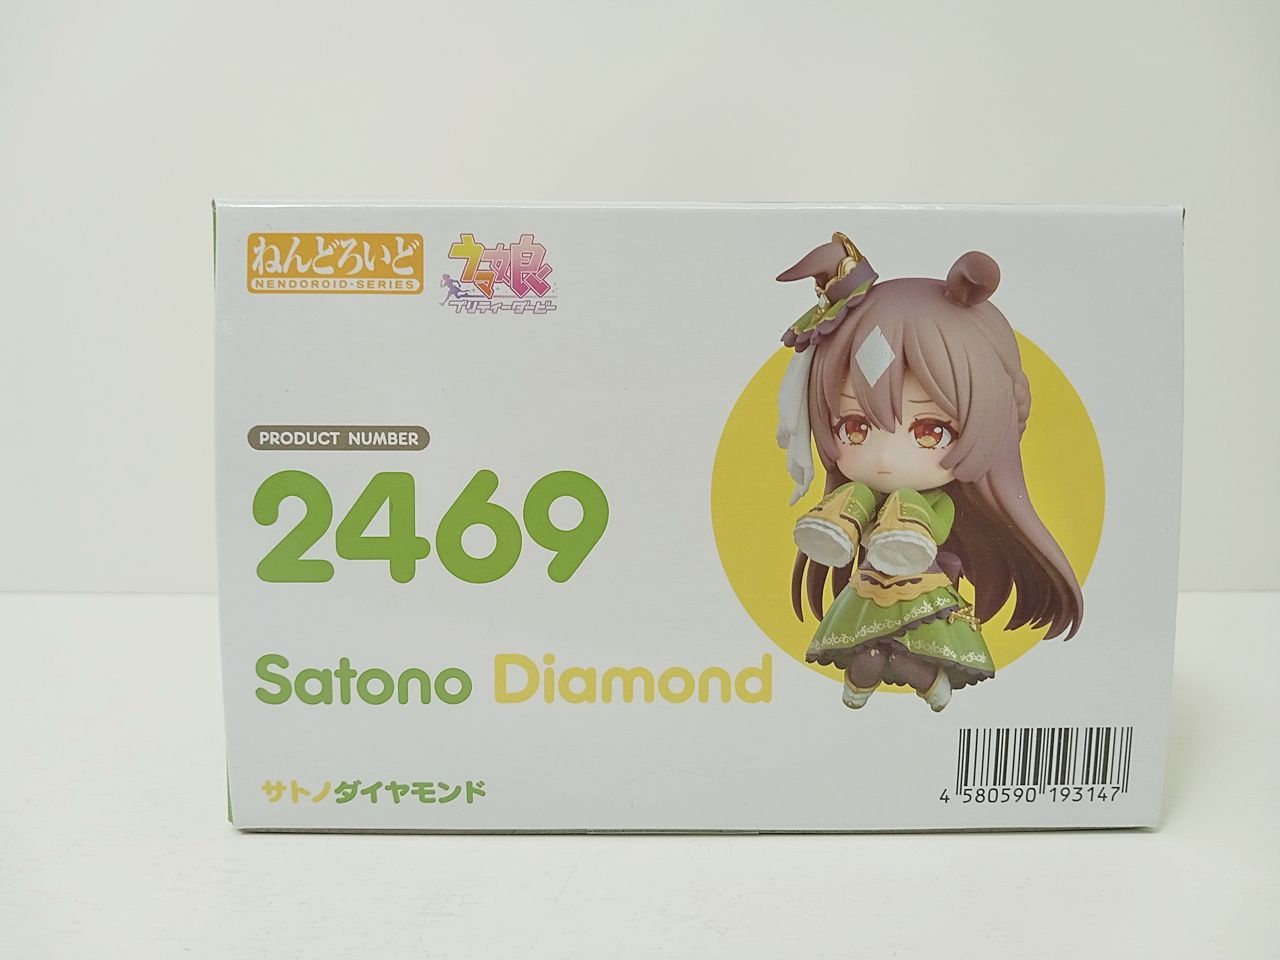 ねんどろいど
NENDOROID・SERIES
ウマ娘
プリティーダービー
PRODUCT NUMBER
2469
Satono Diamond
サトノダイヤモンド
4 580590 193147